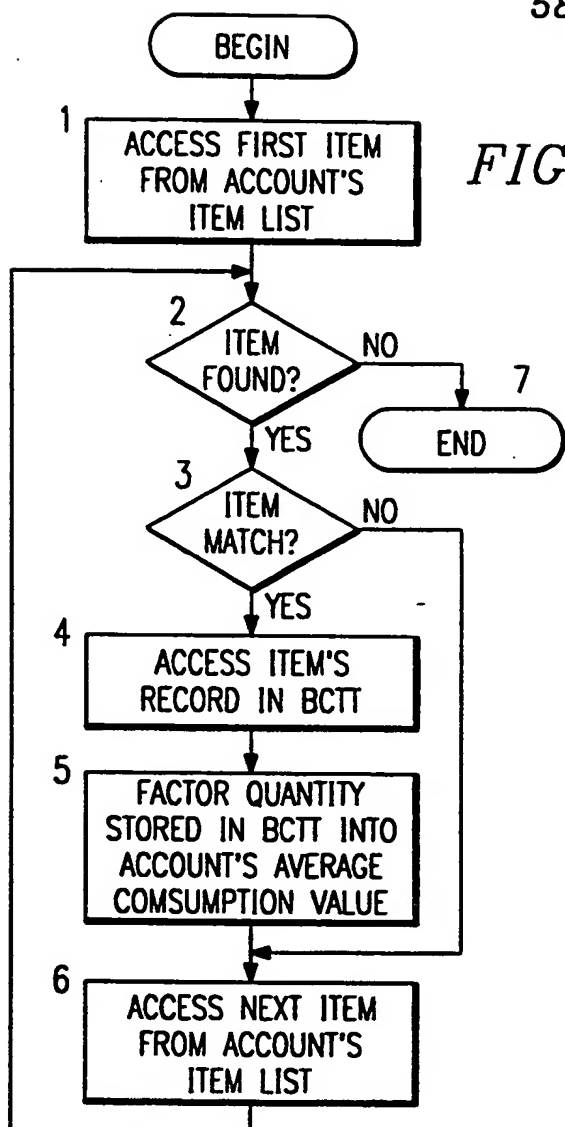 58
BEGIN
1
ACCESS FIRST ITEM
FROM ACCOUNT'S
ITEM LIST
FIG
2
ITEM
FOUND?
NO
7
END
YES
3
ITEM
MATCH?
NO
YES
4
ACCESS ITEM'S
RECORD IN BCTT
5
FACTOR QUANTITY
STORED IN BCTT INTO
ACCOUNT'S AVERAGE
COMSUMPTION VALUE
6
ACCESS NEXT ITEM
FROM ACCOUNT'S
ITEM LIST